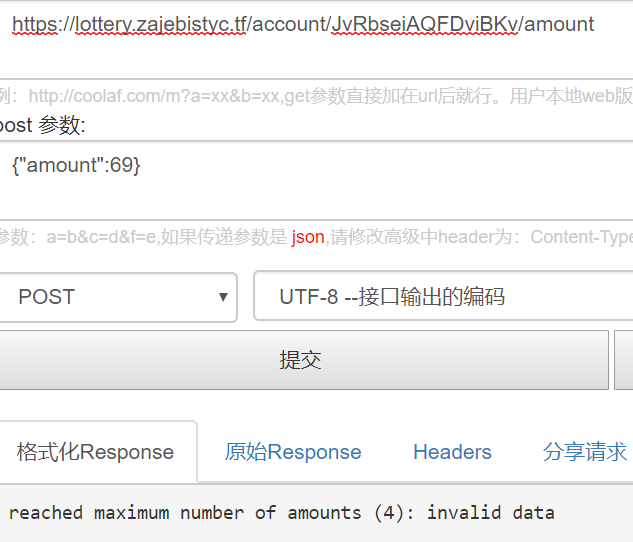 https://lottery.zajebistyc.tf/account/JvRbseiAQFDviBKv/amount
例：http://coolaf.com/m?a=xx&b=xx,get参数直接加在url后就行。用户本地web版
post 参数:
{"amount":69}
参数：a=b&c=d&f=e,如果传递参数是 json,请修改高级中header为：Content-Type
POST
UTF-8 --接口输出的编码
提交
格式化Response 原始Response Headers 分享请求
reached maximum number of amounts (4): invalid data